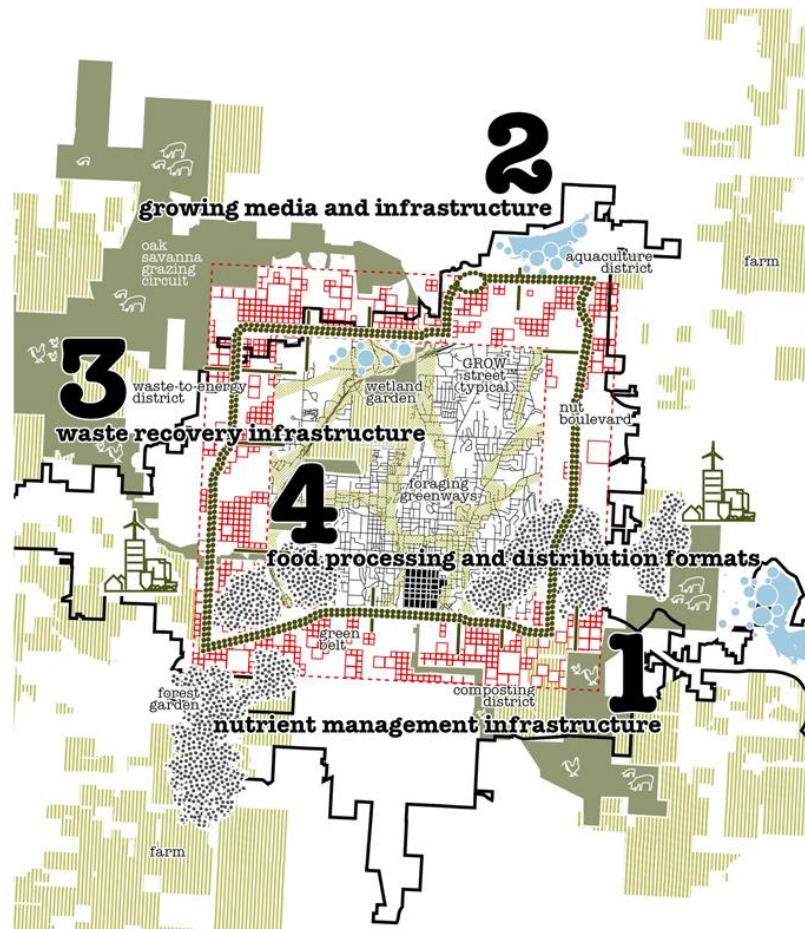 2
growing media and infrastructure
oak
savanna
grazing
circuit
aquaculture
district
farm
3
waste-to-energy
district
wetland
garden
GROW
street
(typical)
nut
boulevard
waste recovery infrastructure
4
foraging
greenways
food processing and distribution formats
green
belt
1
forest
garden
composting
district
nutrient management infrastructure
farm